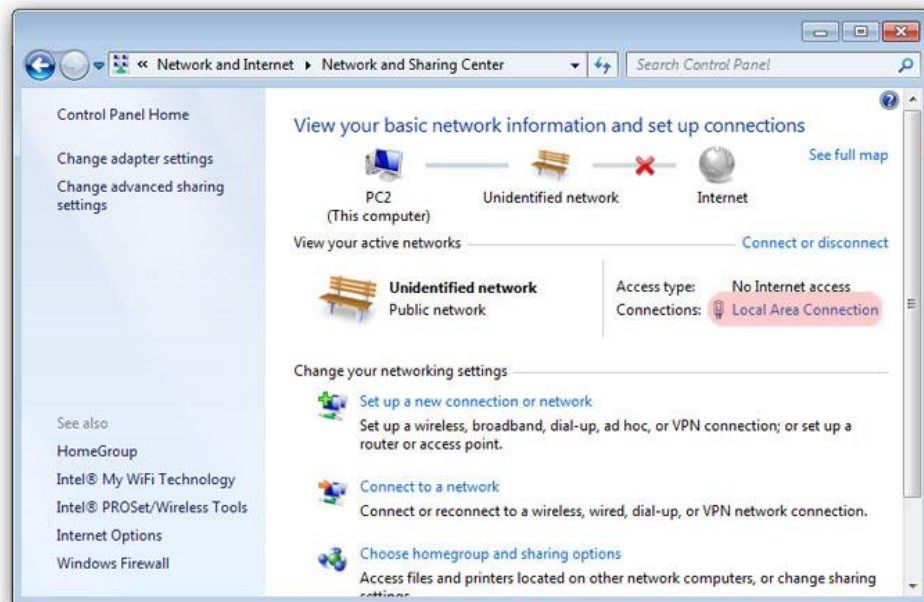 « Network and Internet ▸ Network and Sharing Center
Search Control Panel
Control Panel Home
Change adapter settings
Change advanced sharing
settings
See also
HomeGroup
Intel® My WiFi Technology
Intel® PROSet/Wireless Tools
Internet Options
Windows Firewall
View your basic network information and set up connections
See full map
PC2
(This computer)
Unidentified network
Internet
View your active networks
Connect or disconnect
Unidentified network
Public network
Access type: No Internet access
Connections: Local Area Connection
Change your networking settings
Set up a new connection or network
Set up a wireless, broadband, dial-up, ad hoc, or VPN connection; or set up a
router or access point.
Connect to a network
Connect or reconnect to a wireless, wired, dial-up, or VPN network connection.
Choose homegroup and sharing options
Access files and printers located on other network computers, or change sharing
settings